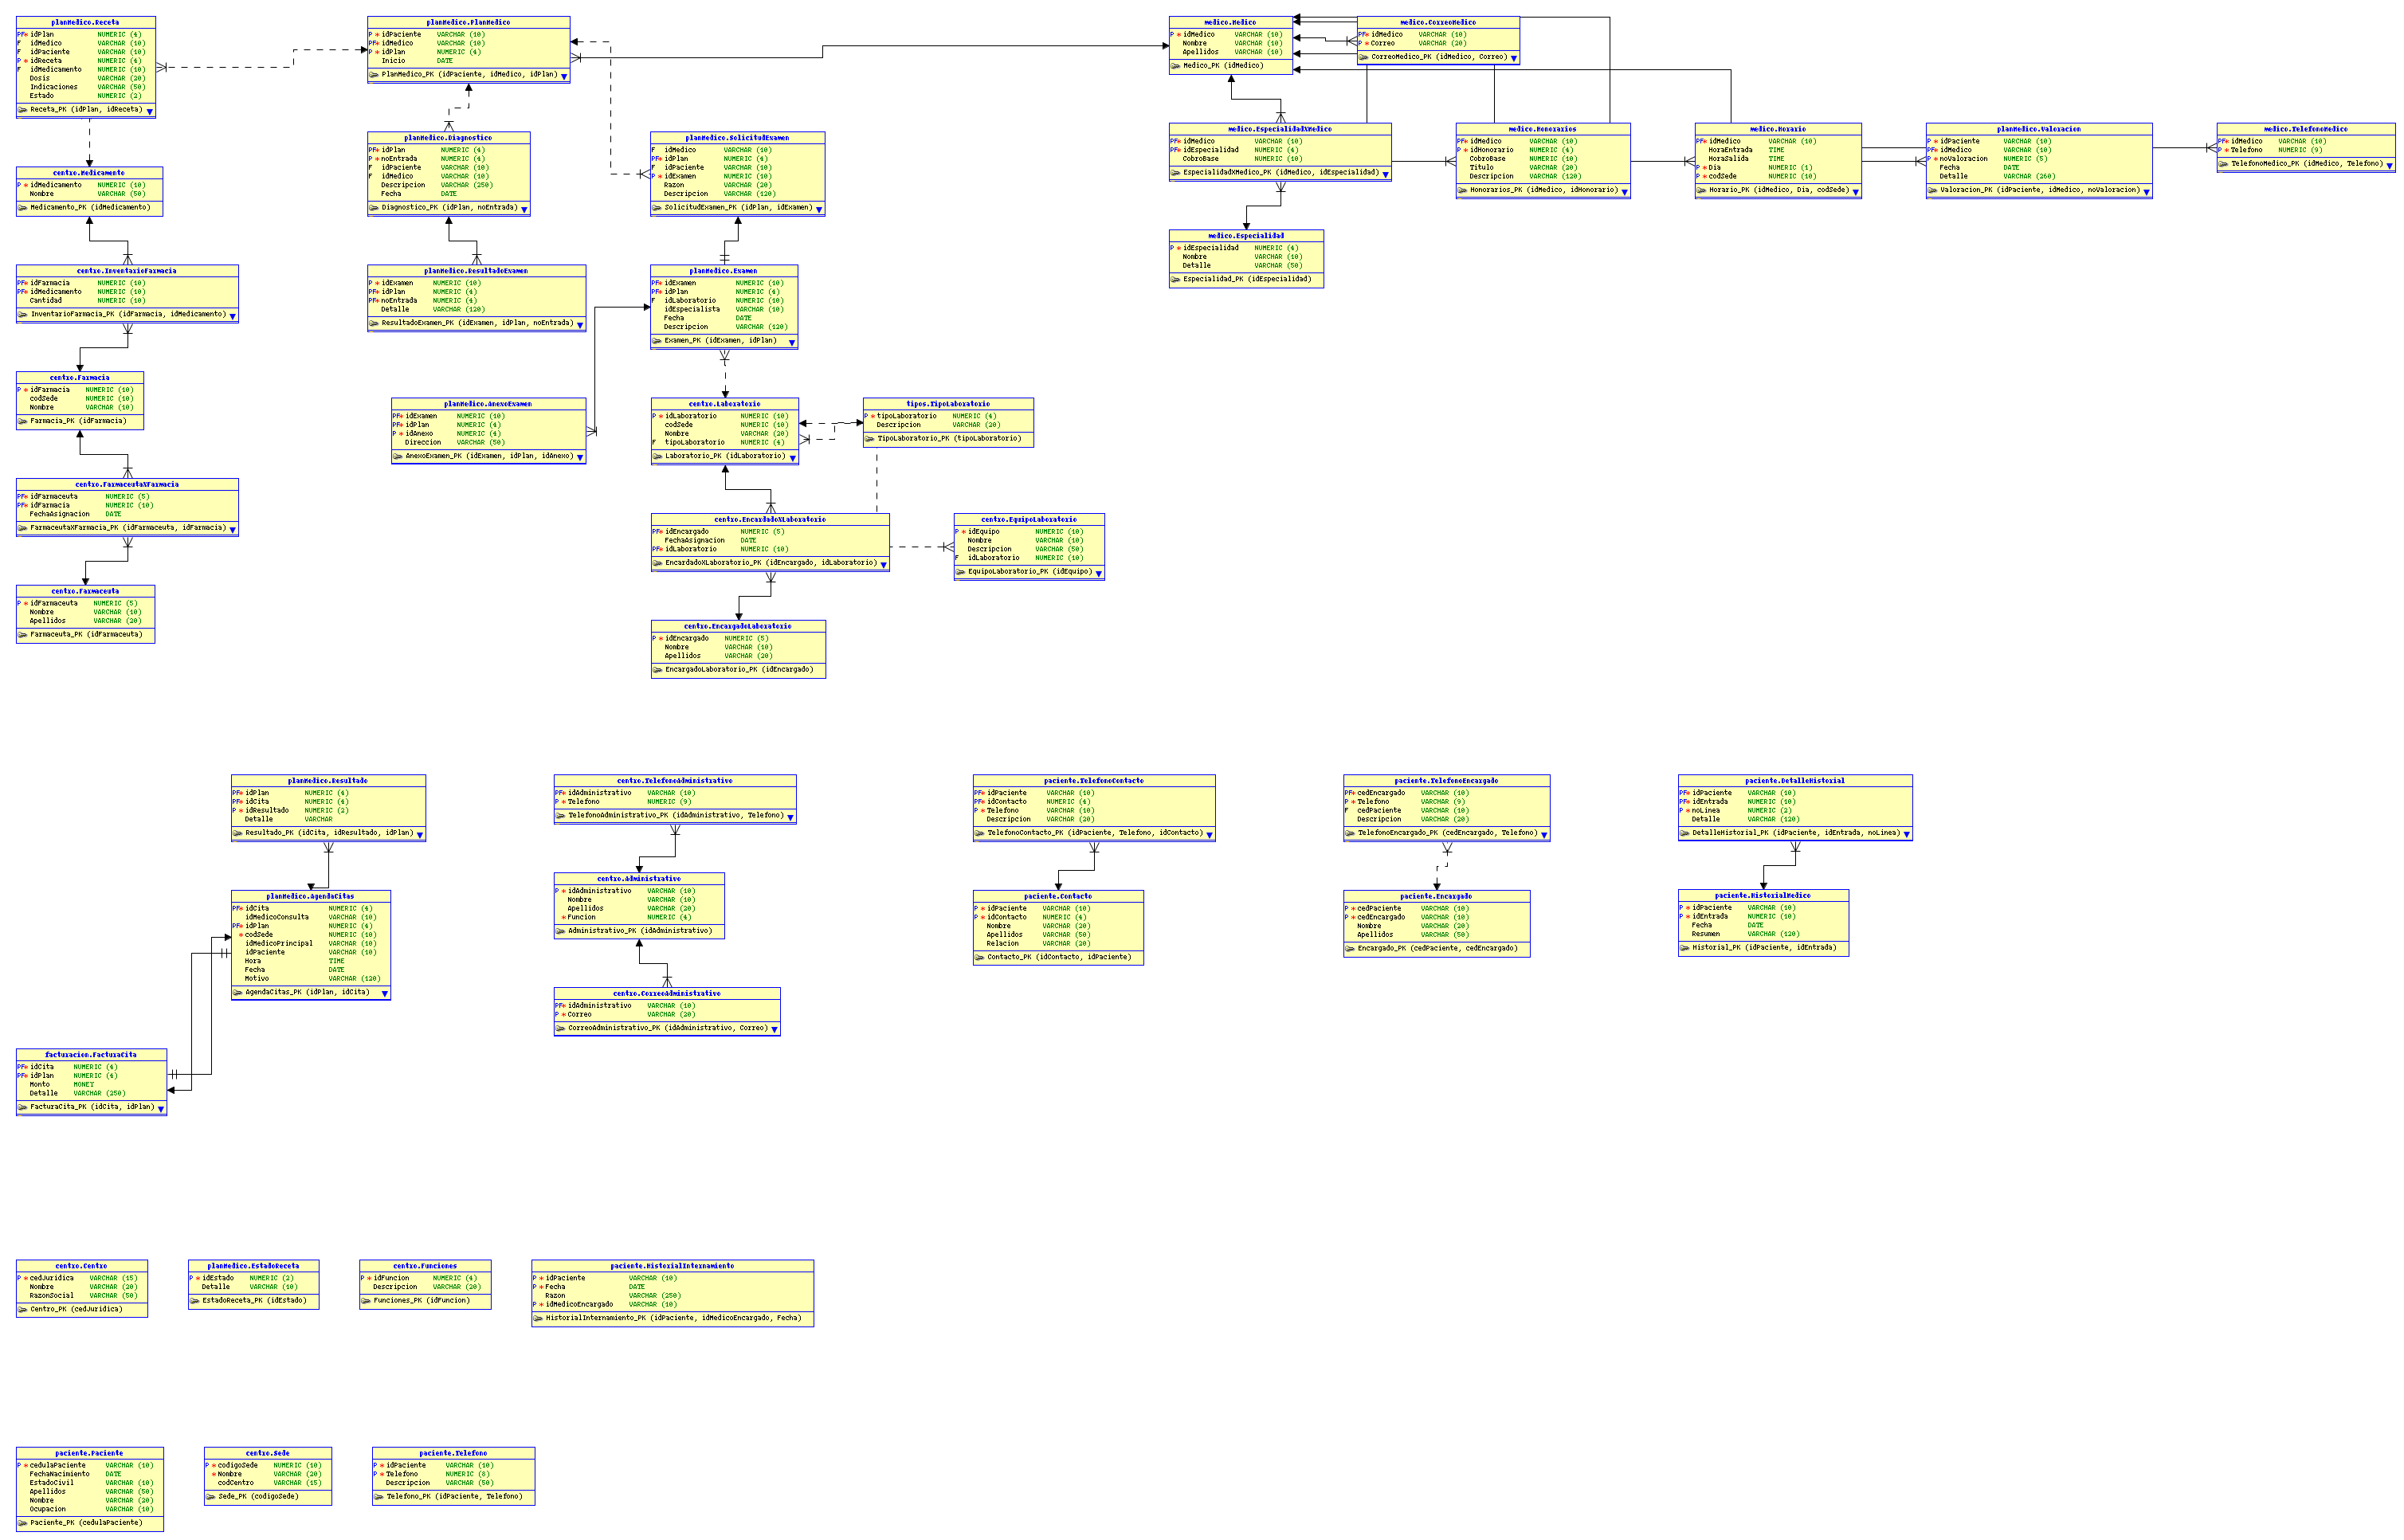 planMedico.Receta
PF* idPlan NUMERIC (4)
F idMedico VARCHAR (10)
F idPaciente VARCHAR (10)
P * idReceta NUMERIC (4)
F idMedicamento NUMERIC (10)
Dosis VARCHAR (20)
Indicaciones VARCHAR (50)
Estado NUMERIC (2)
Receta_PK (idPlan, idReceta)
planMedico.PlanMedico
P * idPaciente VARCHAR (10)
PF* idMedico VARCHAR (10)
P * idPlan NUMERIC (4)
Inicio DATE
PlanMedico_PK (idPaciente, idMedico, idPlan)
medico.Medico
P * idMedico VARCHAR (10)
Nombre VARCHAR (10)
Apellidos VARCHAR (10)
Medico_PK (idMedico)
medico.CorreoMedico
PF* idMedico VARCHAR (10)
P * Correo VARCHAR (20)
CorreoMedico_PK (idMedico, Correo)
planMedico.Diagnostico
PF* idPlan NUMERIC (4)
P * noEntrada NUMERIC (4)
F idPaciente VARCHAR (10)
F idMedico VARCHAR (10)
Descripcion VARCHAR (250)
Fecha DATE
Diagnostico_PK (idPlan, noEntrada)
planMedico.SolicitudExamen
F idMedico VARCHAR (10)
PF* idPlan NUMERIC (4)
F idPaciente VARCHAR (10)
P * idExamen NUMERIC (10)
Razon VARCHAR (20)
Descripcion VARCHAR (120)
SolicitudExamen_PK (idPlan, idExamen)
medico.EspecialidadXMedico
PF* idMedico VARCHAR (10)
PF* idEspecialidad NUMERIC (4)
CobroBase NUMERIC (10)
EspecialidadXMedico_PK (idMedico, idEspecialidad)
medico.Honorarios
PF* idMedico VARCHAR (10)
P * idHonorario NUMERIC (4)
CobroBase NUMERIC (10)
Titulo VARCHAR (20)
Descripcion VARCHAR (120)
Honorarios_PK (idMedico, idHonorario)
medico.Horario
PF* idMedico VARCHAR (10)
HoraEntrada TIME
HoraSalida TIME
P * Dia NUMERIC (1)
P * codSede NUMERIC (10)
Horario_PK (idMedico, Dia, codSede)
planMedico.Valoracion
P * idPaciente VARCHAR (10)
PF* idMedico VARCHAR (10)
P * noValoracion NUMERIC (5)
Fecha DATE
Detalle VARCHAR (260)
Valoracion_PK (idPaciente, idMedico, noValoracion)
medico.TelefonoMedico
PF* idMedico VARCHAR (10)
P * Telefono NUMERIC (9)
TelefonoMedico_PK (idMedico, Telefono)
centro.Medicamento
P * idMedicamento NUMERIC (10)
Nombre VARCHAR (50)
Medicamento_PK (idMedicamento)
medico.Especialidad
P * idEspecialidad NUMERIC (4)
Nombre VARCHAR (10)
Detalle VARCHAR (50)
Especialidad_PK (idEspecialidad)
centro.InventarioFarmacia
PF* idFarmacia NUMERIC (10)
PF* idMedicamento NUMERIC (10)
Cantidad NUMERIC (10)
InventarioFarmacia_PK (idFarmacia, idMedicamento)
planMedico.ResultadoExamen
P * idExamen NUMERIC (10)
PF* idPlan NUMERIC (4)
PF* noEntrada NUMERIC (4)
Detalle VARCHAR (120)
ResultadoExamen_PK (idExamen, idPlan, noEntrada)
planMedico.Examen
PF* idExamen NUMERIC (10)
PF* idPlan NUMERIC (4)
F idLaboratorio NUMERIC (10)
idEspecialista VARCHAR (10)
Fecha DATE
Descripcion VARCHAR (120)
Examen_PK (idExamen, idPlan)
centro.Farmacia
P * idFarmacia NUMERIC (10)
codSede NUMERIC (10)
Nombre VARCHAR (10)
Farmacia_PK (idFarmacia)
planMedico.AnexoExamen
PF* idExamen NUMERIC (10)
PF* idPlan NUMERIC (4)
P * idAnexo NUMERIC (4)
Direccion VARCHAR (50)
AnexoExamen_PK (idExamen, idPlan, idAnexo)
centro.Laboratorio
P * idLaboratorio NUMERIC (10)
codSede NUMERIC (10)
Nombre VARCHAR (20)
F tipoLaboratorio NUMERIC (4)
Laboratorio_PK (idLaboratorio)
tipos.TipoLaboratorio
P * tipoLaboratorio NUMERIC (4)
Descripcion VARCHAR (20)
TipoLaboratorio_PK (tipoLaboratorio)
centro.FarmaceutaXFarmacia
PF* idFarmaceuta NUMERIC (5)
PF* idFarmacia NUMERIC (10)
FechaAsignacion DATE
FarmaceutaXFarmacia_PK (idFarmaceuta, idFarmacia)
centro.EncardadoXLaboratorio
PF* idEncargado NUMERIC (5)
FechaAsignacion DATE
PF* idLaboratorio NUMERIC (10)
EncardadoXLaboratorio_PK (idEncargado, idLaboratorio)
centro.EquipoLaboratorio
P * idEquipo NUMERIC (10)
Nombre VARCHAR (10)
Descripcion VARCHAR (50)
F idLaboratorio NUMERIC (10)
EquipoLaboratorio_PK (idEquipo)
centro.Farmaceuta
P * idFarmaceuta NUMERIC (5)
Nombre VARCHAR (10)
Apellidos VARCHAR (20)
Farmaceuta_PK (idFarmaceuta)
centro.EncargadoLaboratorio
P * idEncargado NUMERIC (5)
Nombre VARCHAR (10)
Apellidos VARCHAR (20)
EncargadoLaboratorio_PK (idEncargado)
planMedico.Resultado
PF* idPlan NUMERIC (4)
PF* idCita NUMERIC (4)
P * idResultado NUMERIC (2)
Detalle VARCHAR
Resultado_PK (idCita, idResultado, idPlan)
centro.TelefonoAdministrativo
PF* idAdministrativo VARCHAR (10)
P * Telefono NUMERIC (9)
TelefonoAdministrativo_PK (idAdministrativo, Telefono)
paciente.TelefonoContacto
PF* idPaciente VARCHAR (10)
PF* idContacto NUMERIC (4)
P * Telefono VARCHAR (10)
Descripcion VARCHAR (20)
TelefonoContacto_PK (idPaciente, Telefono, idContacto)
paciente.TelefonoEncargado
PF* cedEncargado VARCHAR (10)
P * Telefono VARCHAR (9)
F cedPaciente VARCHAR (10)
Descripcion VARCHAR (20)
TelefonoEncargado_PK (cedEncargado, Telefono)
paciente.DetalleHistorial
PF* idPaciente VARCHAR (10)
PF* idEntrada NUMERIC (10)
P * noLinea NUMERIC (2)
Detalle VARCHAR (120)
DetalleHistorial_PK (idPaciente, idEntrada, noLinea)
planMedico.AgendaCitas
PF* idCita NUMERIC (4)
idMedicoConsulta VARCHAR (10)
PF* idPlan NUMERIC (4)
* codSede NUMERIC (10)
idMedicoPrincipal VARCHAR (10)
idPaciente VARCHAR (10)
Hora TIME
Fecha DATE
Motivo VARCHAR (120)
AgendaCitas_PK (idPlan, idCita)
centro.Administrativo
P * idAdministrativo VARCHAR (10)
Nombre VARCHAR (10)
Apellidos VARCHAR (20)
* Funcion NUMERIC (4)
Administrativo_PK (idAdministrativo)
paciente.Contacto
P * idPaciente VARCHAR (10)
P * idContacto NUMERIC (4)
Nombre VARCHAR (20)
Apellidos VARCHAR (50)
Relacion VARCHAR (20)
Contacto_PK (idContacto, idPaciente)
paciente.Encargado
P * cedPaciente VARCHAR (10)
P * cedEncargado VARCHAR (10)
Nombre VARCHAR (20)
Apellidos VARCHAR (50)
Encargado_PK (cedPaciente, cedEncargado)
paciente.HistorialMedico
P * idPaciente VARCHAR (10)
P * idEntrada NUMERIC (10)
Fecha DATE
Resumen VARCHAR (120)
Historial_PK (idPaciente, idEntrada)
centro.CorreoAdministrativo
PF* idAdministrativo VARCHAR (10)
P * Correo VARCHAR (20)
CorreoAdministrativo_PK (idAdministrativo, Correo)
facturacion.FacturaCita
PF* idCita NUMERIC (4)
PF* idPlan NUMERIC (4)
Monto MONEY
Detalle VARCHAR (250)
FacturaCita_PK (idCita, idPlan)
centro.Centro
P * cedJuridica VARCHAR (15)
Nombre VARCHAR (20)
RazonSocial VARCHAR (50)
Centro_PK (cedJuridica)
planMedico.EstadoReceta
P * idEstado NUMERIC (2)
Detalle VARCHAR (10)
EstadoReceta_PK (idEstado)
centro.Funciones
P * idFuncion NUMERIC (4)
Descripcion VARCHAR (20)
Funciones_PK (idFuncion)
paciente.HistorialInternamiento
P * idPaciente VARCHAR (10)
P * Fecha DATE
Razon VARCHAR (250)
P * idMedicoEncargado VARCHAR (10)
HistorialInternamiento_PK (idPaciente, idMedicoEncargado, Fecha)
paciente.Paciente
P * cedulaPaciente VARCHAR (10)
FechaNacimiento DATE
EstadoCivil VARCHAR (10)
Apellidos VARCHAR (50)
Nombre VARCHAR (20)
Ocupacion VARCHAR (10)
Paciente_PK (cedulaPaciente)
centro.Sede
P * codigoSede NUMERIC (10)
* Nombre VARCHAR (20)
codCentro VARCHAR (15)
Sede_PK (codigoSede)
paciente.Telefono
P * idPaciente VARCHAR (10)
P * Telefono NUMERIC (8)
Descripcion VARCHAR (50)
Telefono_PK (idPaciente, Telefono)